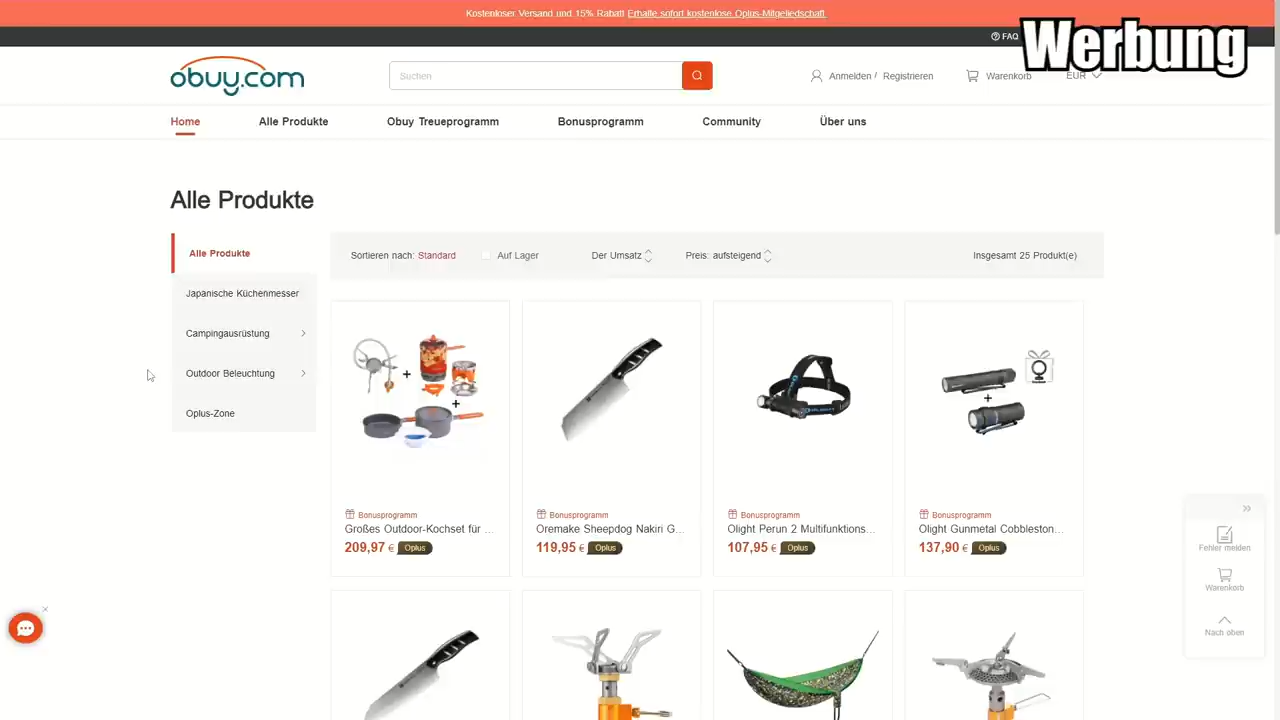 Kostenloser Versand und 15% Rabatt Erhalte sofort kostenlose Oplus-Mitgliedschaft.
FAQ
Werbung
obuy.com
Suchen
Anmelden / Registrieren
Warenkorb
EUR
Home
Alle Produkte
Obuy Treueprogramm
Bonusprogramm
Community
Über uns
Alle Produkte
Alle Produkte
Japanische Küchenmesser
Campingausrüstung
Outdoor Beleuchtung
Oplus-Zone
Sortieren nach: Standard
Auf Lager
Der Umsatz
Preis: aufsteigend
Insgesamt 25 Produkt(e)
Bonusprogramm
Großes Outdoor-Kochset für ...
209,97 € Oplus
Bonusprogramm
Oremake Sheepdog Nakiri G...
119,95 € Oplus
Bonusprogramm
Olight Perun 2 Multifunktions...
107,95 € Oplus
Bonusprogramm
Olight Gunmetal Cobbleston...
137,90 € Oplus
Fehler melden
Warenkorb
Nach oben